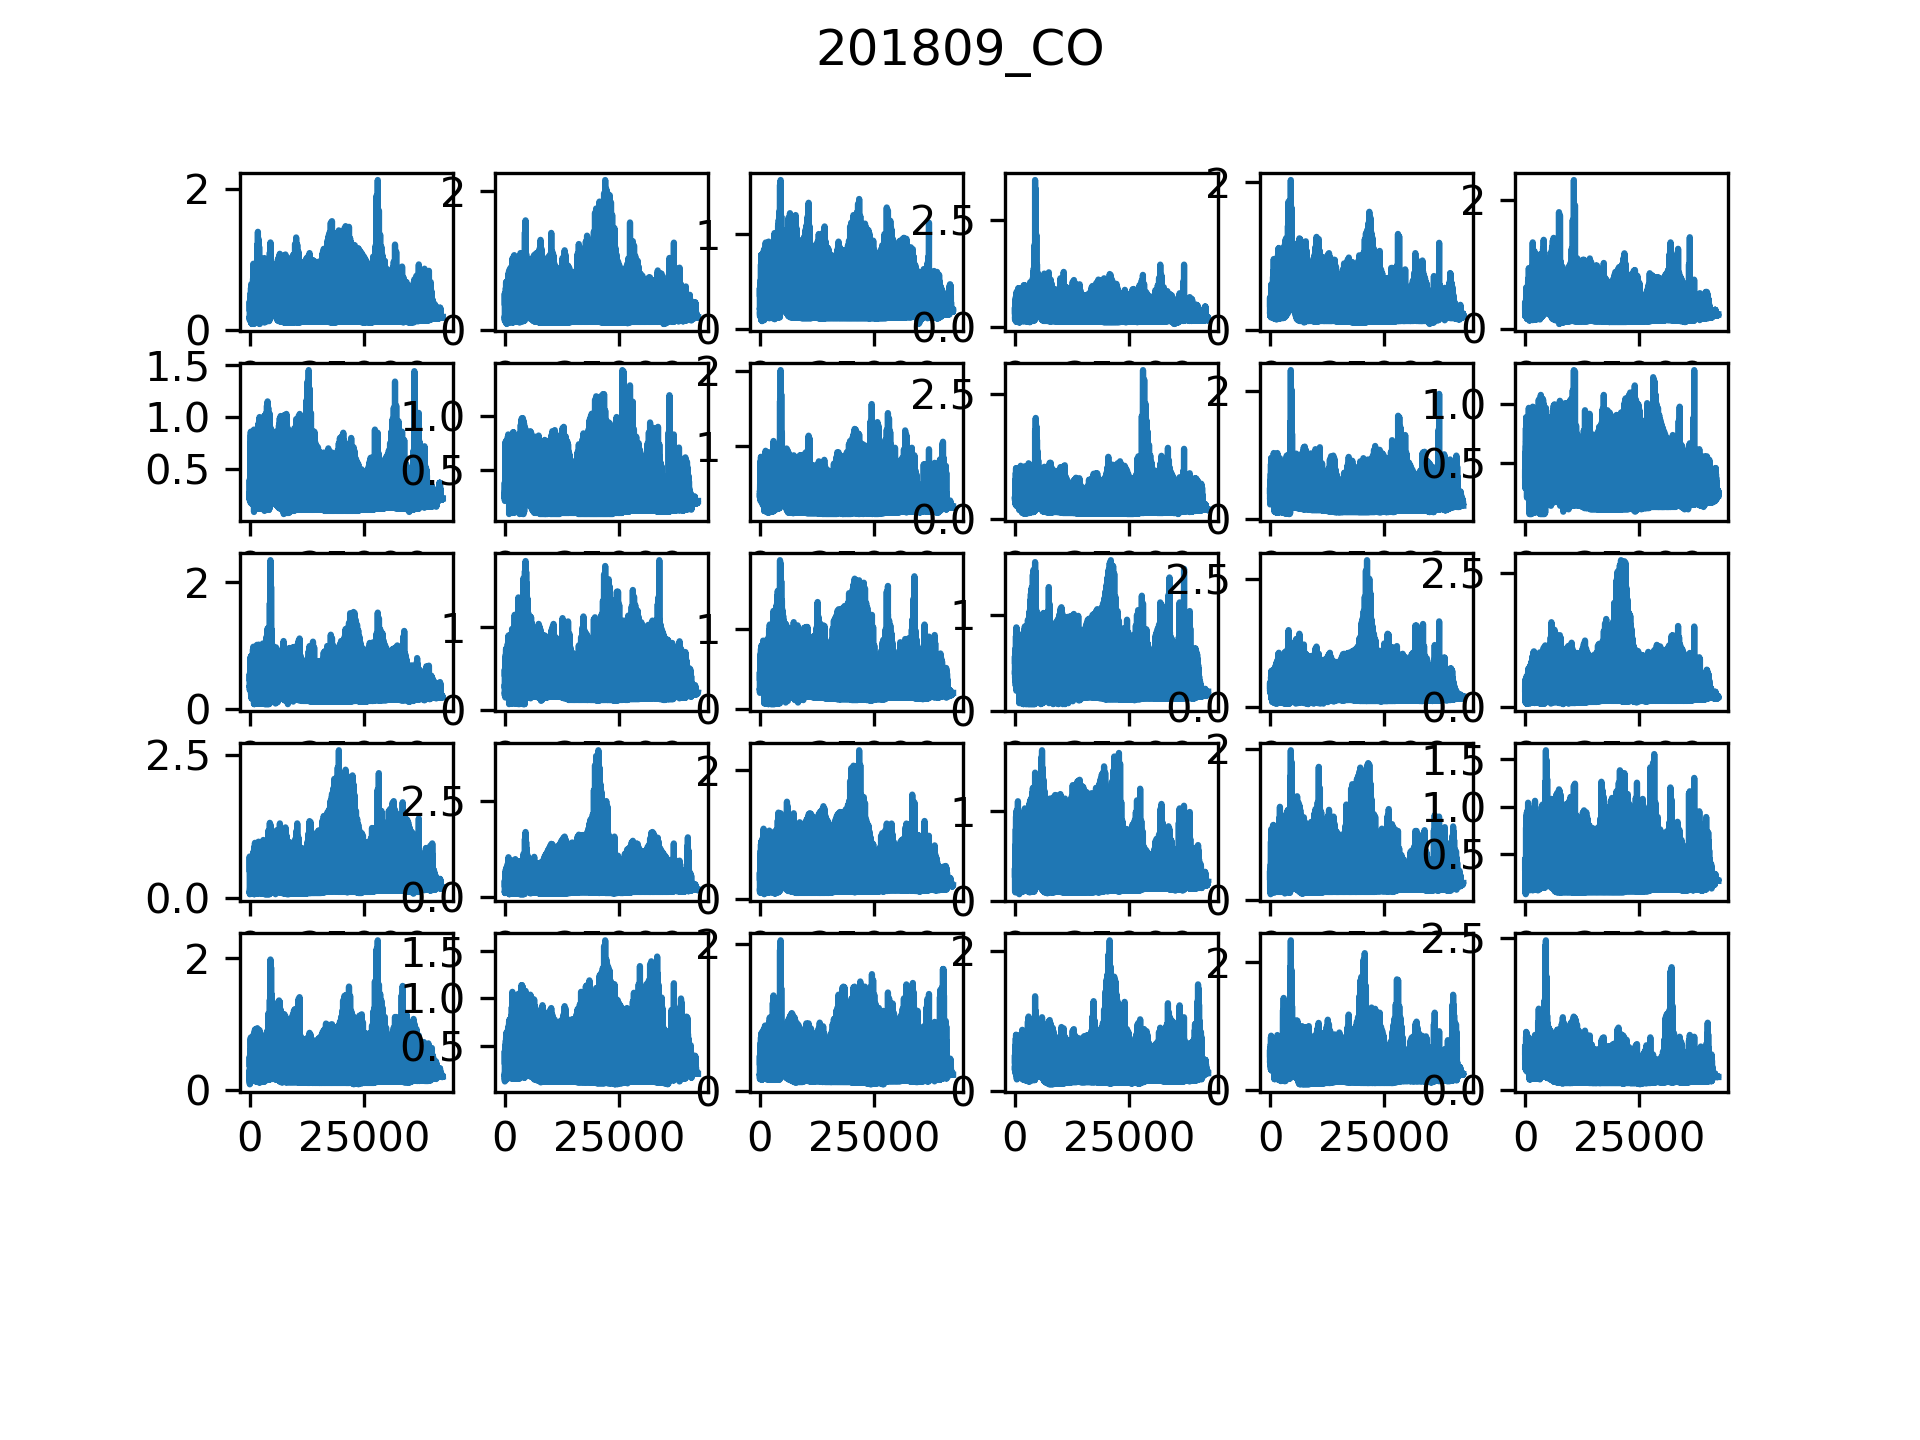 201809_CO
2 2 1 2.5 2 2
0 0 0 0.0 0 0
1.5 1.0 2 2.5 2 1.0
1.0 0.5 1 0.0 0 0.5
0.5
2 1 1 1 2.5 2.5
0 0 0 0 0.0 0.0
2.5 2.5 2 1 2 1.5
0.0 0.0 0 0 0 1.0
0.5
2 1.5 2 2 2 2.5
0 1.0 0 0 0 0.0
0.5
0 25000 0 25000 0 25000 0 25000 0 25000 0 25000